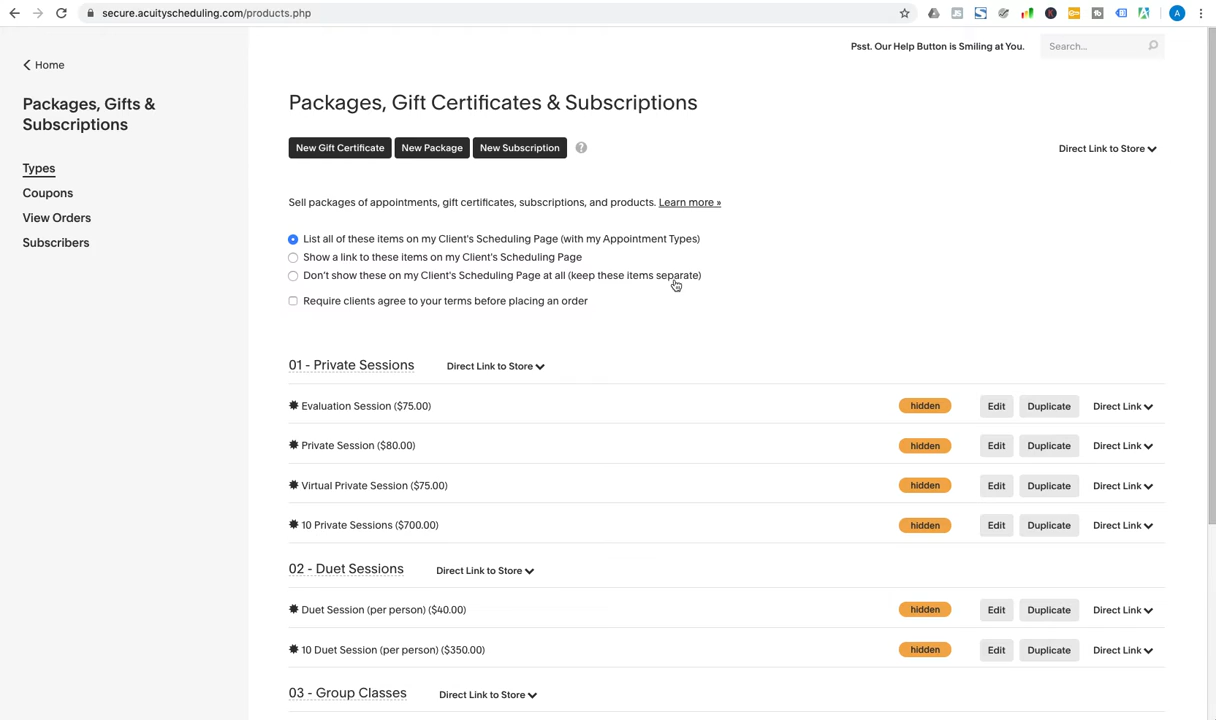 secure.acuityscheduling.com/products.php
Psst. Our Help Button is Smiling at You.
Search...
Home
Packages, Gifts &
Subscriptions
Types
Coupons
View Orders
Subscribers
Packages, Gift Certificates & Subscriptions
New Gift Certificate
New Package
New Subscription
?
Direct Link to Store
Sell packages of appointments, gift certificates, subscriptions, and products. Learn more »
List all of these items on my Client's Scheduling Page (with my Appointment Types)
Show a link to these items on my Client's Scheduling Page
Don't show these on my Client's Scheduling Page at all (keep these items separate)
Require clients agree to your terms before placing an order
01 - Private Sessions Direct Link to Store
Evaluation Session ($75.00) hidden Edit Duplicate Direct Link
Private Session ($80.00) hidden Edit Duplicate Direct Link
Virtual Private Session ($75.00) hidden Edit Duplicate Direct Link
10 Private Sessions ($700.00) hidden Edit Duplicate Direct Link
02 - Duet Sessions Direct Link to Store
Duet Session (per person) ($40.00) hidden Edit Duplicate Direct Link
10 Duet Session (per person) ($350.00) hidden Edit Duplicate Direct Link
03 - Group Classes Direct Link to Store